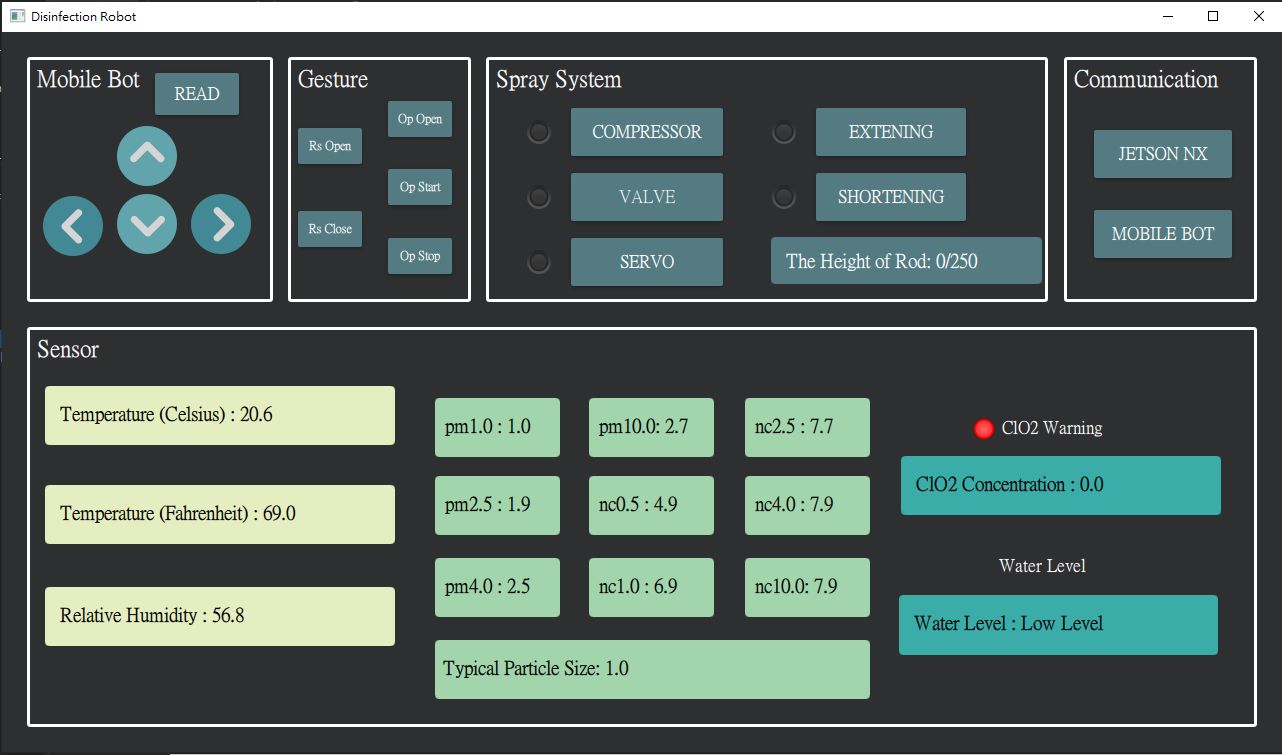 Disinfection Robot
Mobile Bot
READ
Gesture
Op Open
Rs Open
Op Start
Rs Close
Op Stop
Spray System
COMPRESSOR
EXTENING
VALVE
SHORTENING
SERVO
The Height of Rod: 0/250
Communication
JETSON NX
MOBILE BOT
Sensor
Temperature (Celsius) : 20.6
Temperature (Fahrenheit) : 69.0
Relative Humidity : 56.8
pm1.0 : 1.0
pm10.0: 2.7
nc2.5 : 7.7
pm2.5 : 1.9
nc0.5 : 4.9
nc4.0 : 7.9
pm4.0 : 2.5
nc1.0 : 6.9
nc10.0: 7.9
Typical Particle Size: 1.0
ClO2 Warning
ClO2 Concentration : 0.0
Water Level
Water Level : Low Level